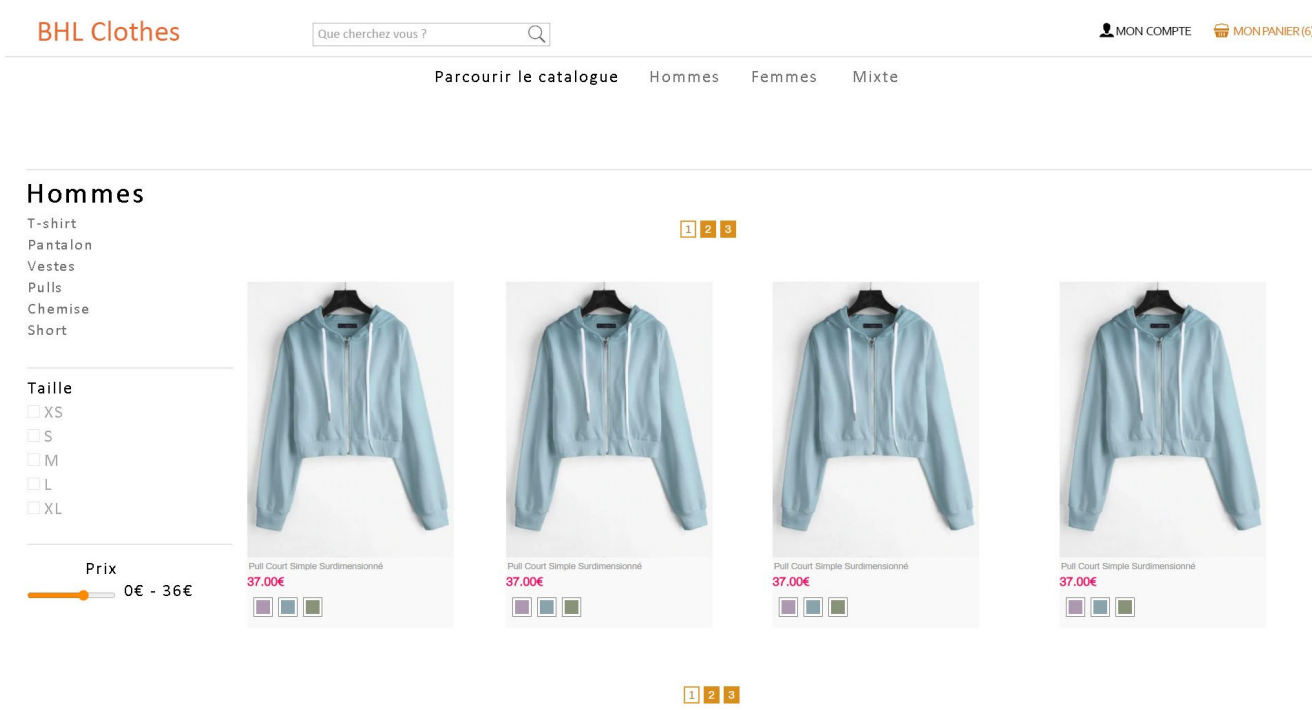 BHL Clothes
Que cherchez vous ?
MON COMPTE
MON PANIER (6)
Parcourir le catalogue Hommes Femmes Mixte
Hommes
T-shirt
Pantalon
Vestes
Pulls
Chemise
Short
1 2 3
Taille
XS
S
M
L
XL
Prix
0€ - 36€
Pull Court Simple Surdimensionné
37.00€
Pull Court Simple Surdimensionné
37.00€
Pull Court Simple Surdimensionné
37.00€
Pull Court Simple Surdimensionné
37.00€
1 2 3